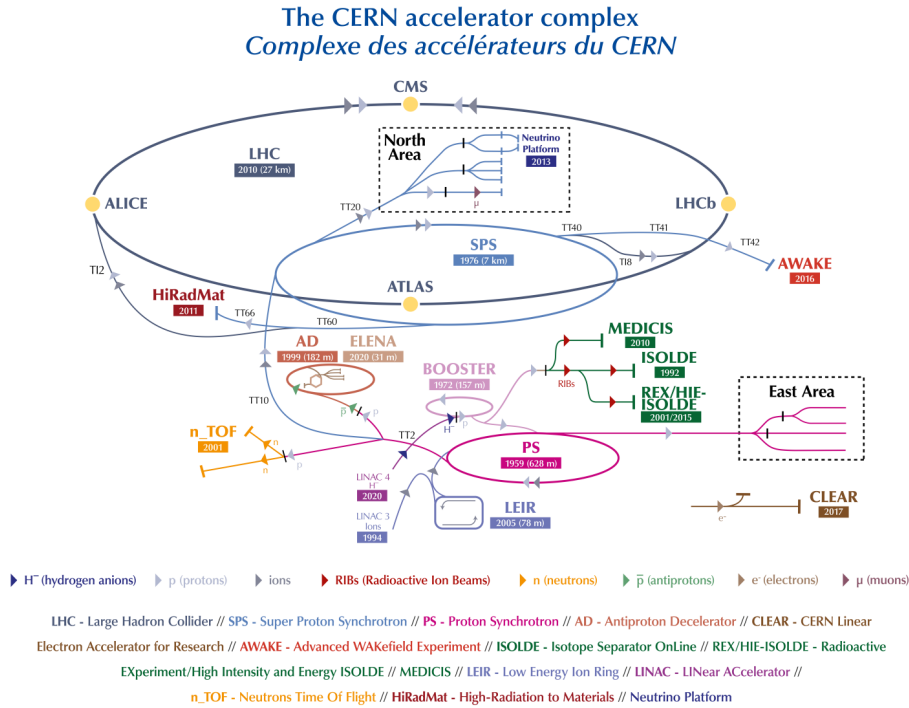 The CERN accelerator complex
Complexe des accélérateurs du CERN
CMS
North
Area
Neutrino
Platform
2013
LHC
2010 (27 km)
μ
ALICE
LHCb
TT20
TT40
TT41
TT42
SPS
1976 (7 km)
TI8
TI2
AWAKE
2016
ATLAS
HiRadMat
2011
TT66
TT60
AD
1999 (182 m)
ELENA
2020 (31 m)
MEDICIS
2010
BOOSTER
1972 (157 m)
ISOLDE
1992
RIBs
REX/HIE-
ISOLDE
2001/2015
East Area
TT10
p̅
p
p
H⁻
TT2
n_TOF
2001
n
n
p
PS
1959 (628 m)
LINAC 4
H⁻
2020
LINAC 3
Ions
1994
LEIR
2005 (78 m)
CLEAR
2017
e⁻
H⁻ (hydrogen anions)
p (protons)
ions
RIBs (Radioactive Ion Beams)
n (neutrons)
p̅ (antiprotons)
e⁻ (electrons)
μ (muons)
LHC - Large Hadron Collider // SPS - Super Proton Synchrotron // PS - Proton Synchrotron // AD - Antiproton Decelerator // CLEAR - CERN Linear
Electron Accelerator for Research // AWAKE - Advanced WAKefield Experiment // ISOLDE - Isotope Separator OnLine // REX/HIE-ISOLDE - Radioactive
EXperiment/High Intensity and Energy ISOLDE // MEDICIS // LEIR - Low Energy Ion Ring // LINAC - LINear ACcelerator //
n_TOF - Neutrons Time Of Flight // HiRadMat - High-Radiation to Materials // Neutrino Platform